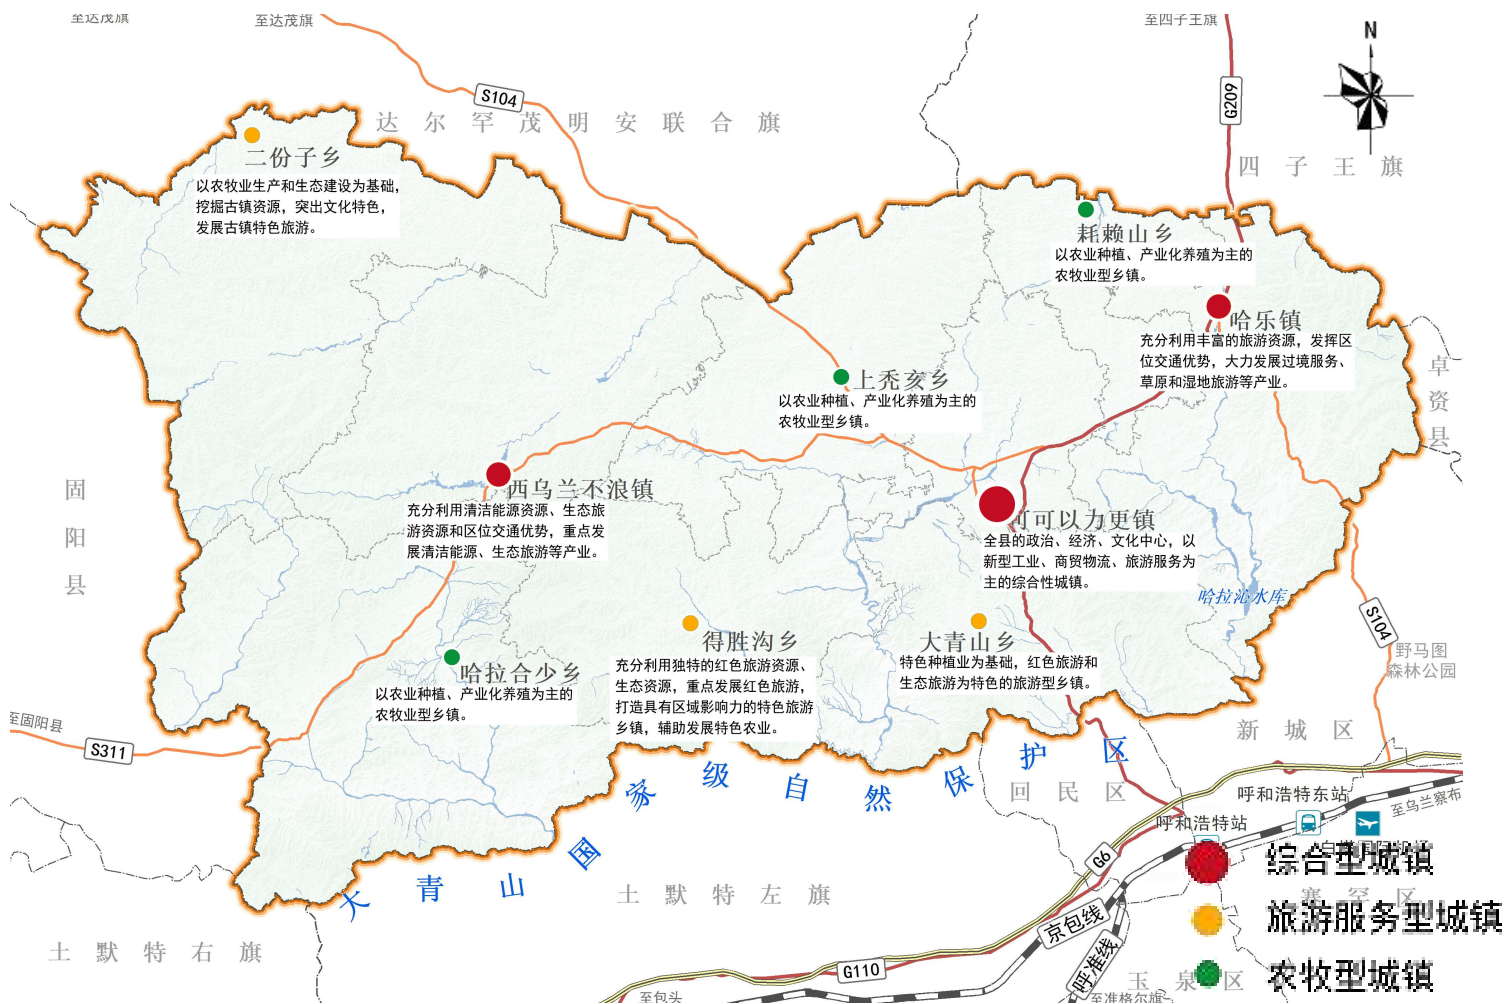 至达茂旗
至达茂旗
至四子王旗
N
S104
G209
达尔罕茂明安联合旗
四子王旗
二份子乡
以农牧业生产和生态建设为基础，
挖掘古镇资源，突出文化特色，
发展古镇特色旅游。
耗赖山乡
以农业种植、产业化养殖为主的
农牧业型乡镇。
哈乐镇
充分利用丰富的旅游资源，发挥区
位交通优势，大力发展过境服务、
草原和湿地旅游等产业。
卓资县
上秃亥乡
以农业种植、产业化养殖为主的
农牧业型乡镇。
固阳县
西乌兰不浪镇
充分利用清洁能源资源、生态旅
游资源和区位交通优势，重点发
展清洁能源、生态旅游等产业。
可可以力更镇
全县的政治、经济、文化中心，以
新型工业、商贸物流、旅游服务为
主的综合性城镇。
哈拉沁水库
S104
野马图
森林公园
得胜沟乡
充分利用独特的红色旅游资源、
生态资源，重点发展红色旅游，
打造具有区域影响力的特色旅游
乡镇，辅助发展特色农业。
大青山乡
特色种植业为基础，红色旅游和
生态旅游为特色的旅游型乡镇。
哈拉合少乡
以农业种植、产业化养殖为主的
农牧业型乡镇。
至固阳县
S311
新城区
大青山国家级自然保护区
回民区
呼和浩特东站
至乌兰察布
呼和浩特站
白塔国际机场
G6
综合型城镇
土默特左旗
赛罕区
旅游服务型城镇
京包线
土默特右旗
呼准线
G110
玉泉区
农牧型城镇
至包头
至准格尔旗